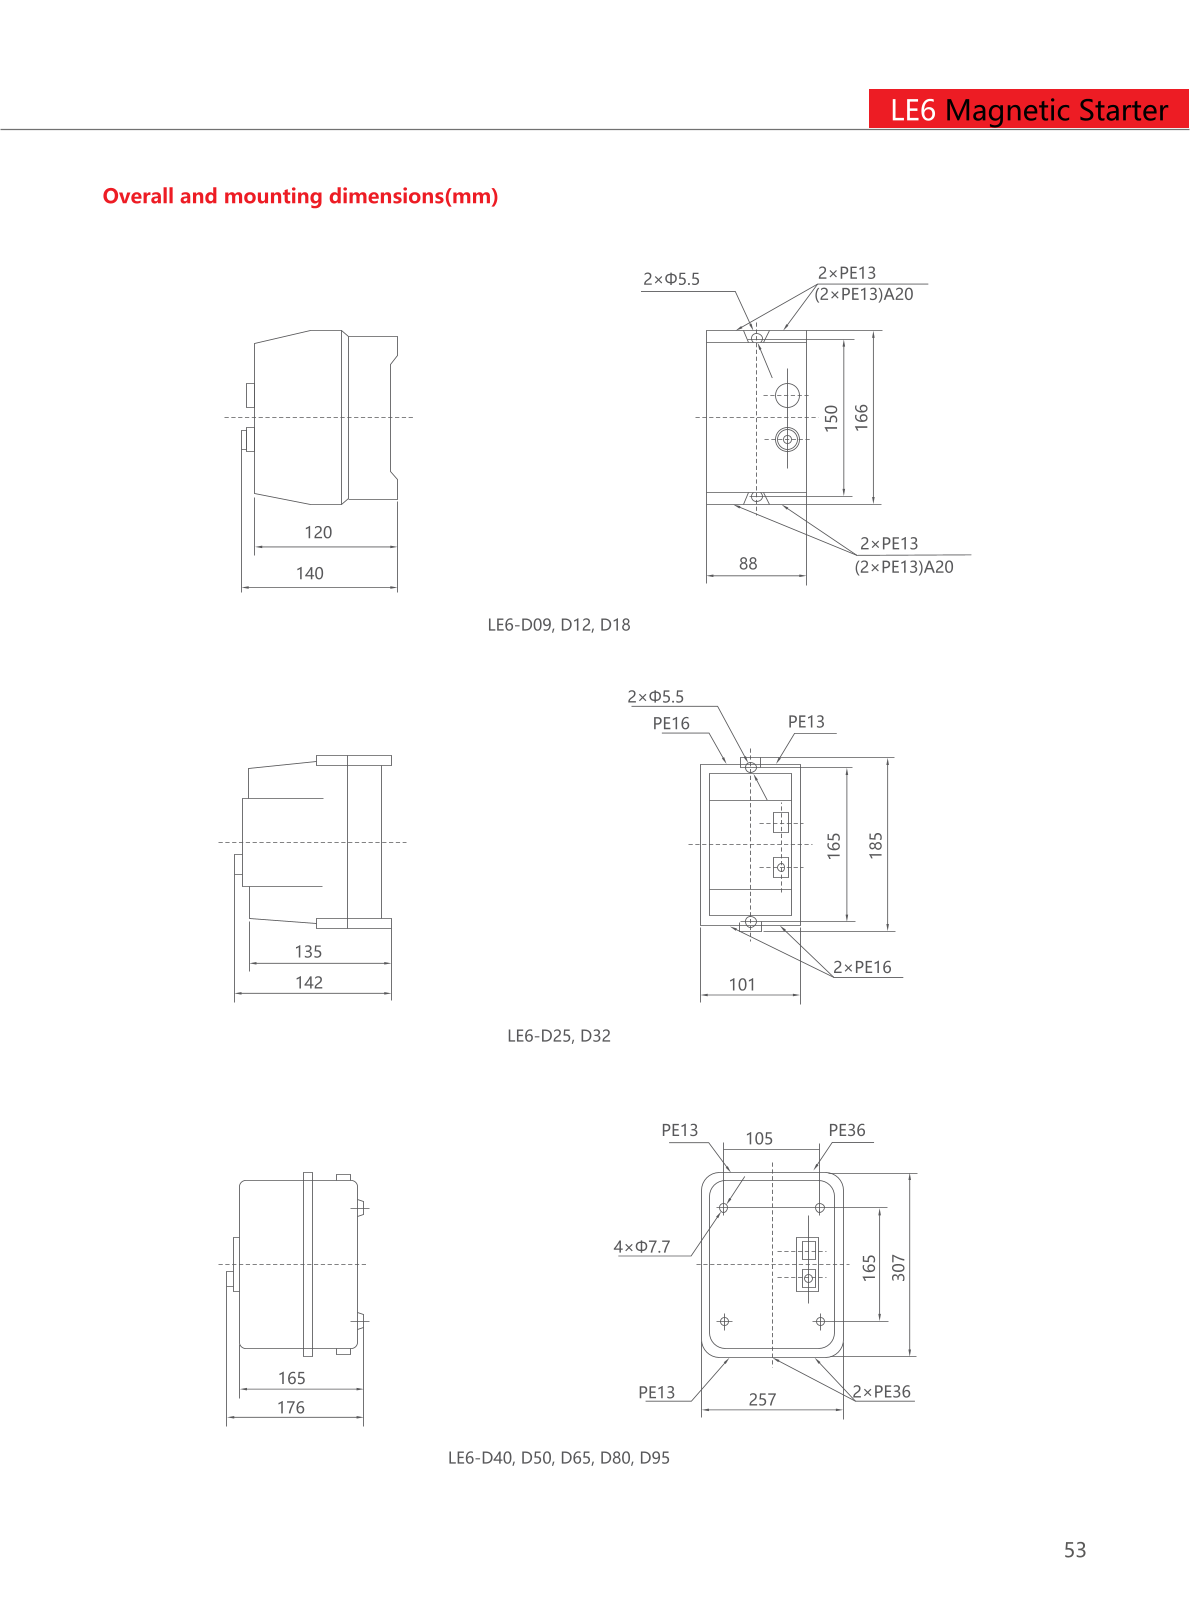 LE6 Magnetic Starter
Overall and mounting dimensions(mm)
2×Φ5.5
2×PE13
(2×PE13)A20
150
166
120
140
88
2×PE13
(2×PE13)A20
LE6-D09, D12, D18
2×Φ5.5
PE16
PE13
165
185
135
142
101
2×PE16
LE6-D25, D32
PE13
105
PE36
4×Φ7.7
165
307
165
176
PE13
257
2×PE36
LE6-D40, D50, D65, D80, D95
53